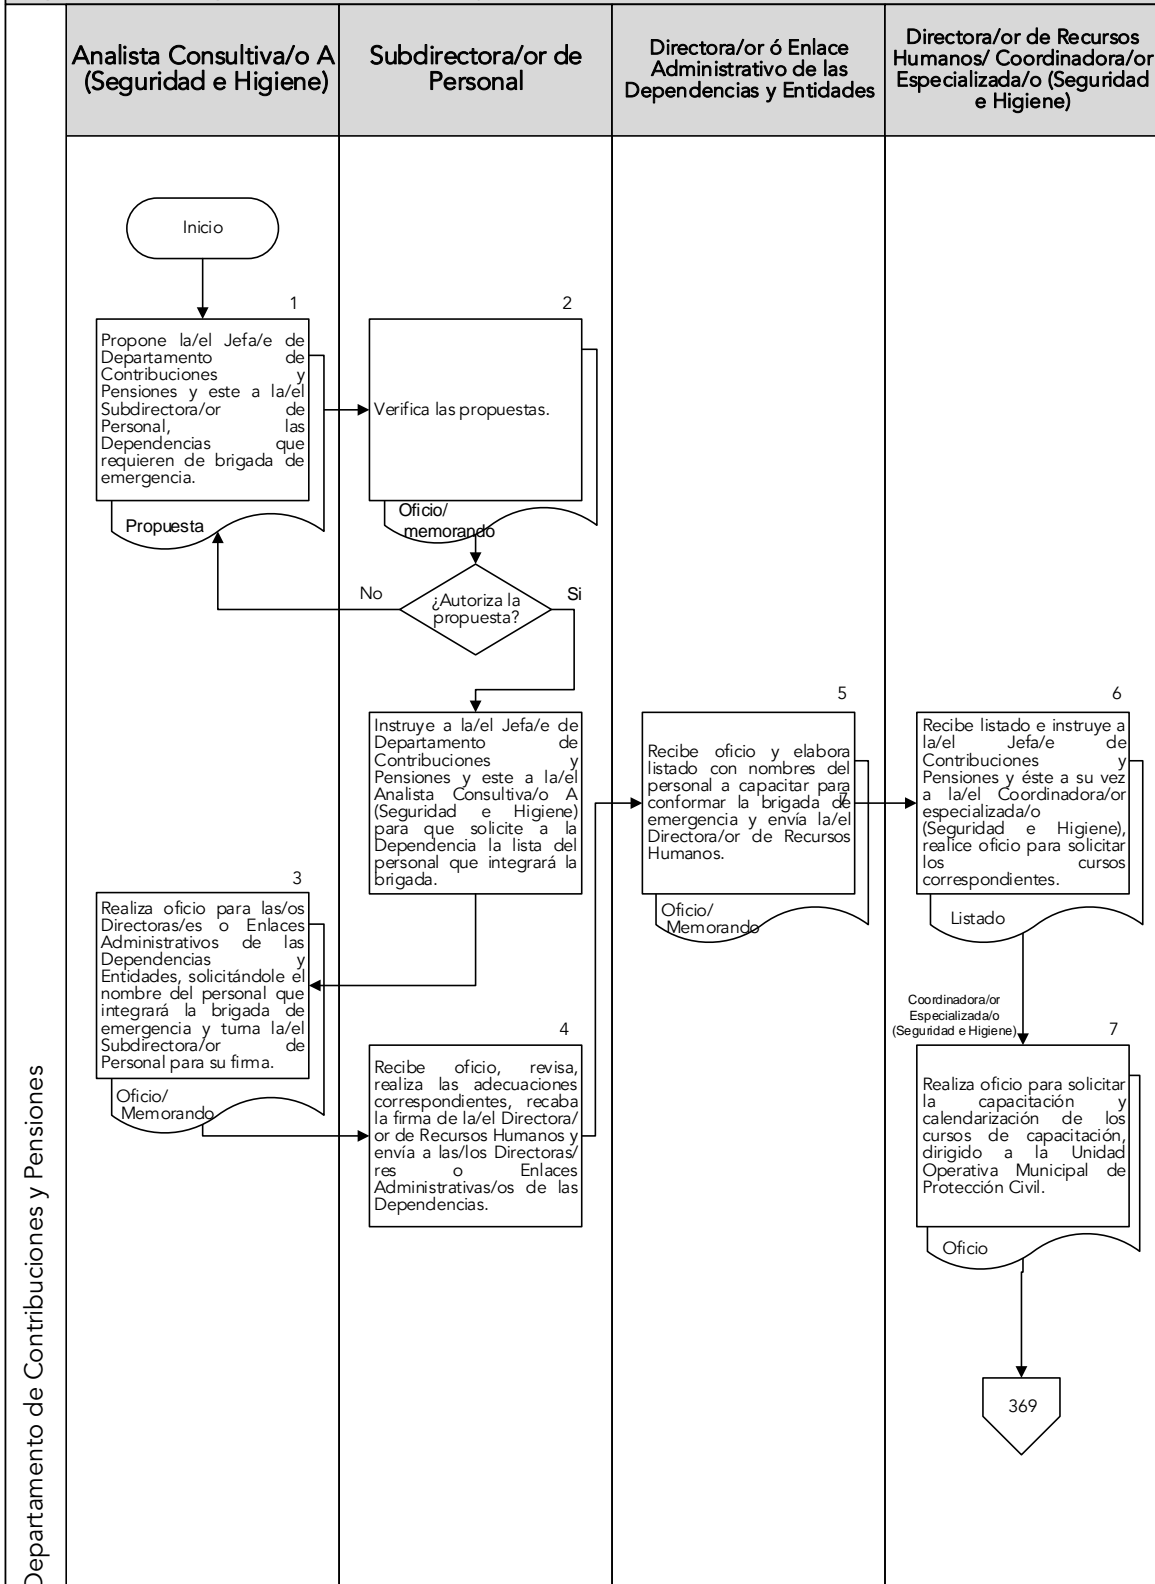 Analista Consultiva/o A
(Seguridad e Higiene)
Subdirectora/or de
Personal
Directora/or ó Enlace
Administrativo de las
Dependencias y Entidades
Directora/or de Recursos
Humanos/ Coordinadora/or
Especializada/o (Seguridad
e Higiene)
Departamento de Contribuciones y Pensiones
Inicio
1
Propone la/el Jefa/e de
Departamento de
Contribuciones y
Pensiones y este a la/el
Subdirectora/or de
Personal, las
Dependencias que
requieren de brigada de
emergencia.
Propuesta
2
Verifica las propuestas.
Oficio/
memorando
¿Autoriza la
propuesta?
No
Si
Instruye a la/el Jefa/e de
Departamento de
Contribuciones y
Pensiones y este a la/el
Analista Consultiva/o A
(Seguridad e Higiene)
para que solicite a la
Dependencia la lista del
personal que integrará la
brigada.
3
Realiza oficio para las/os
Directoras/es o Enlaces
Administrativos de las
Dependencias y
Entidades, solicitándole el
nombre del personal que
integrará la brigada de
emergencia y turna la/el
Subdirectora/or de
Personal para su firma.
Oficio/
Memorando
4
Recibe oficio, revisa,
realiza las adecuaciones
correspondientes, recaba
la firma de la/el Directora/
or de Recursos Humanos y
envía a las/los Directoras/
res o Enlaces
Administrativas/os de las
Dependencias.
5
Recibe oficio y elabora
listado con nombres del
personal a capacitar para
conformar la brigada de
emergencia y envía la/el
Directora/or de Recursos
Humanos.
7
Oficio/
Memorando
6
Recibe listado e instruye a
la/el Jefa/e de
Contribuciones y
Pensiones y éste a su vez
a la/el Coordinadora/or
especializada/o
(Seguridad e Higiene),
realice oficio para solicitar
los cursos
correspondientes.
Listado
Coordinadora/or
Especializada/o
(Seguridad e Higiene)
7
Realiza oficio para solicitar
la capacitación y
calendarización de los
cursos de capacitación,
dirigido a la Unidad
Operativa Municipal de
Protección Civil.
Oficio
369